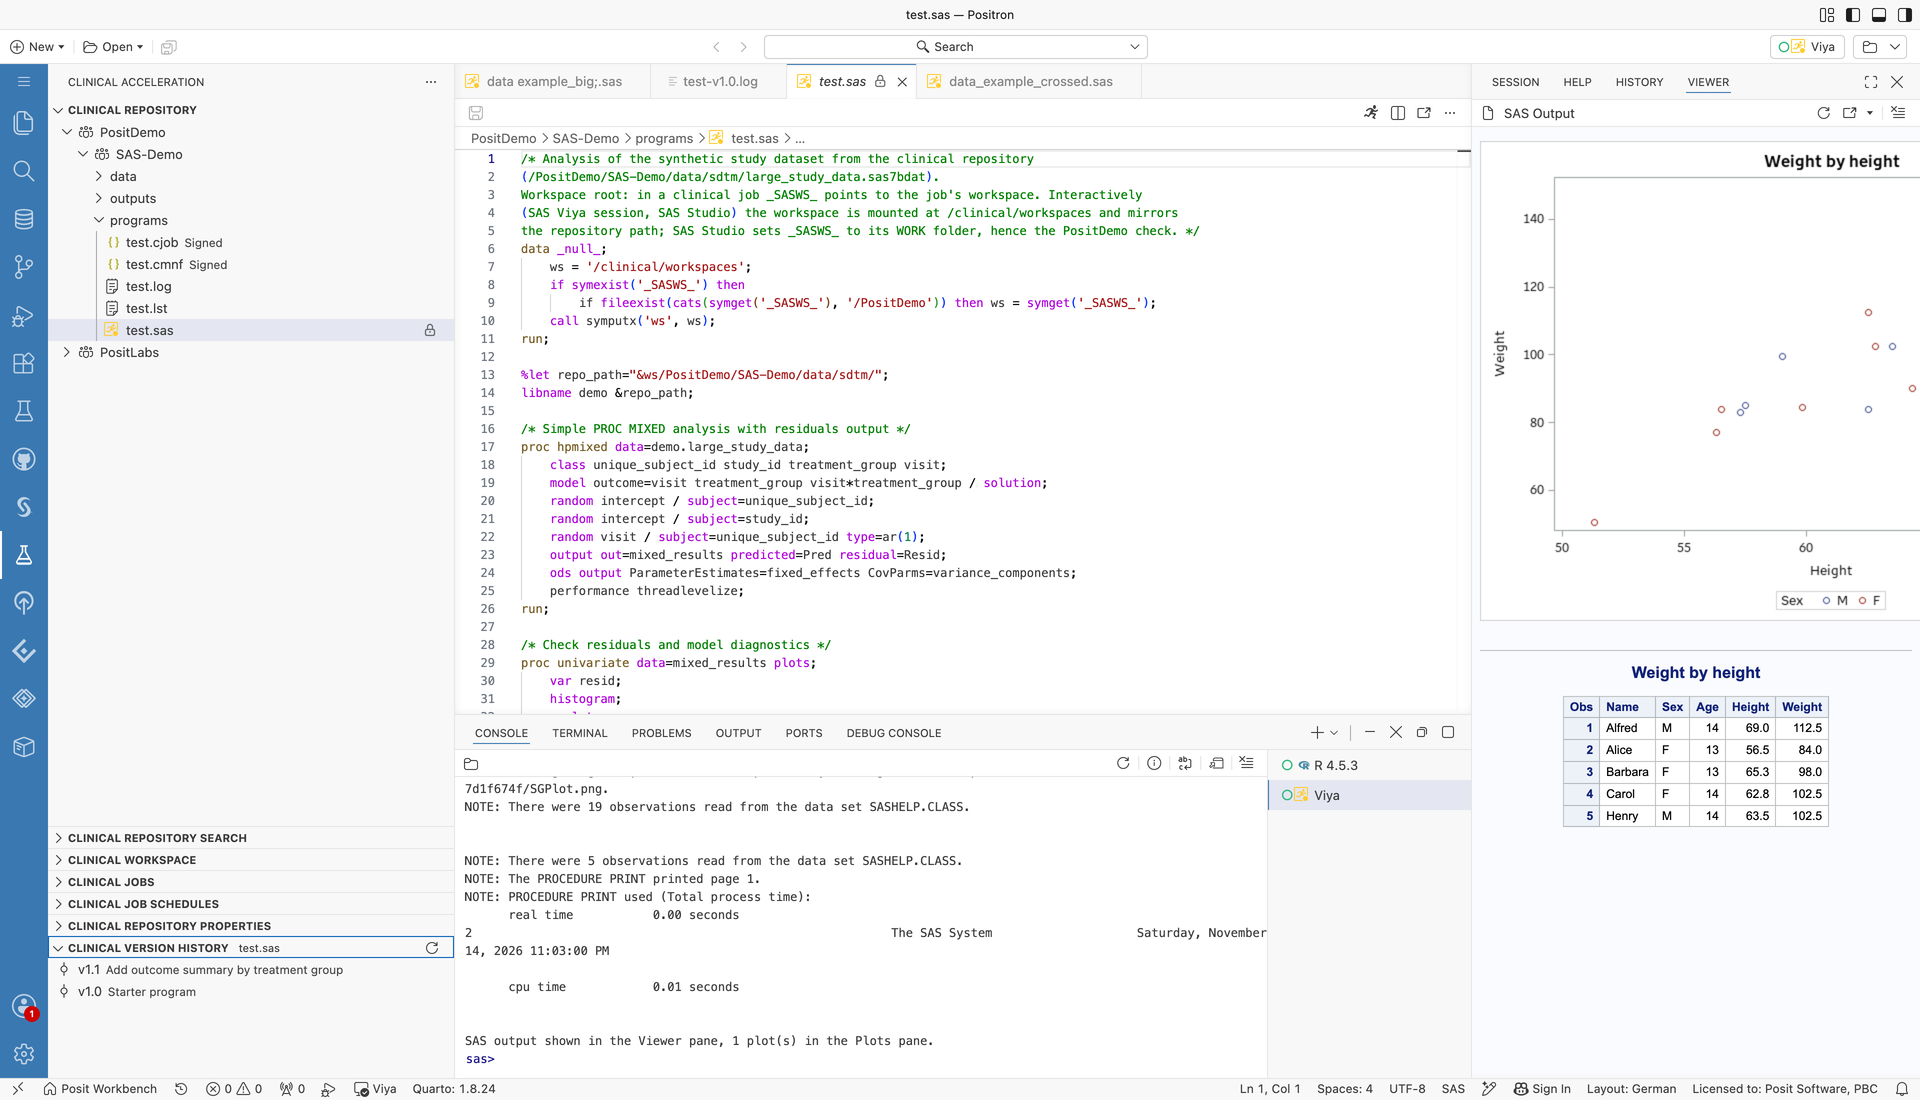 test.sas — Positron
New
Open
Search
Viya
CLINICAL ACCELERATION
CLINICAL REPOSITORY
PositDemo
SAS-Demo
data
outputs
programs
test.cjob Signed
test.cmnf Signed
test.log
test.lst
test.sas
PositLabs
CLINICAL REPOSITORY SEARCH
CLINICAL WORKSPACE
CLINICAL JOBS
CLINICAL JOB SCHEDULES
CLINICAL REPOSITORY PROPERTIES
CLINICAL VERSION HISTORY test.sas
v1.1 Add outcome summary by treatment group
v1.0 Starter program
1
data example_big;.sas
test-v1.0.log
test.sas
data_example_crossed.sas
PositDemo > SAS-Demo > programs > test.sas > ...
1 /* Analysis of the synthetic study dataset from the clinical repository
2 (/PositDemo/SAS-Demo/data/sdtm/large_study_data.sas7bdat).
3 Workspace root: in a clinical job _SASWS_ points to the job's workspace. Interactively
4 (SAS Viya session, SAS Studio) the workspace is mounted at /clinical/workspaces and mirrors
5 the repository path; SAS Studio sets _SASWS_ to its WORK folder, hence the PositDemo check. */
6 data _null_;
7 ws = '/clinical/workspaces';
8 if symexist('_SASWS_') then
9 if fileexist(cats(symget('_SASWS_'), '/PositDemo')) then ws = symget('_SASWS_');
10 call symputx('ws', ws);
11 run;
12
13 %let repo_path="&ws/PositDemo/SAS-Demo/data/sdtm/";
14 libname demo &repo_path;
15
16 /* Simple PROC MIXED analysis with residuals output */
17 proc hpmixed data=demo.large_study_data;
18 class unique_subject_id study_id treatment_group visit;
19 model outcome=visit treatment_group visit*treatment_group / solution;
20 random intercept / subject=unique_subject_id;
21 random intercept / subject=study_id;
22 random visit / subject=unique_subject_id type=ar(1);
23 output out=mixed_results predicted=Pred residual=Resid;
24 ods output ParameterEstimates=fixed_effects CovParms=variance_components;
25 performance threadlevelize;
26 run;
27
28 /* Check residuals and model diagnostics */
29 proc univariate data=mixed_results plots;
30 var resid;
31 histogram;
CONSOLE TERMINAL PROBLEMS OUTPUT PORTS DEBUG CONSOLE
7d1f674f/SGPlot.png.
NOTE: There were 19 observations read from the data set SASHELP.CLASS.
NOTE: There were 5 observations read from the data set SASHELP.CLASS.
NOTE: The PROCEDURE PRINT printed page 1.
NOTE: PROCEDURE PRINT used (Total process time):
real time 0.00 seconds
2 The SAS System Saturday, November
14, 2026 11:03:00 PM
cpu time 0.01 seconds
SAS output shown in the Viewer pane, 1 plot(s) in the Plots pane.
sas>
R 4.5.3
Viya
SESSION HELP HISTORY VIEWER
SAS Output
Weight by height
140
120
100
80
60
Weight
50 55 60
Height
Sex M F
Weight by height
Obs Name Sex Age Height Weight
1 Alfred M 14 69.0 112.5
2 Alice F 13 56.5 84.0
3 Barbara F 13 65.3 98.0
4 Carol F 14 62.8 102.5
5 Henry M 14 63.5 102.5
Posit Workbench 0 0 0 Viya Quarto: 1.8.24 Ln 1, Col 1 Spaces: 4 UTF-8 SAS Sign In Layout: German Licensed to: Posit Software, PBC